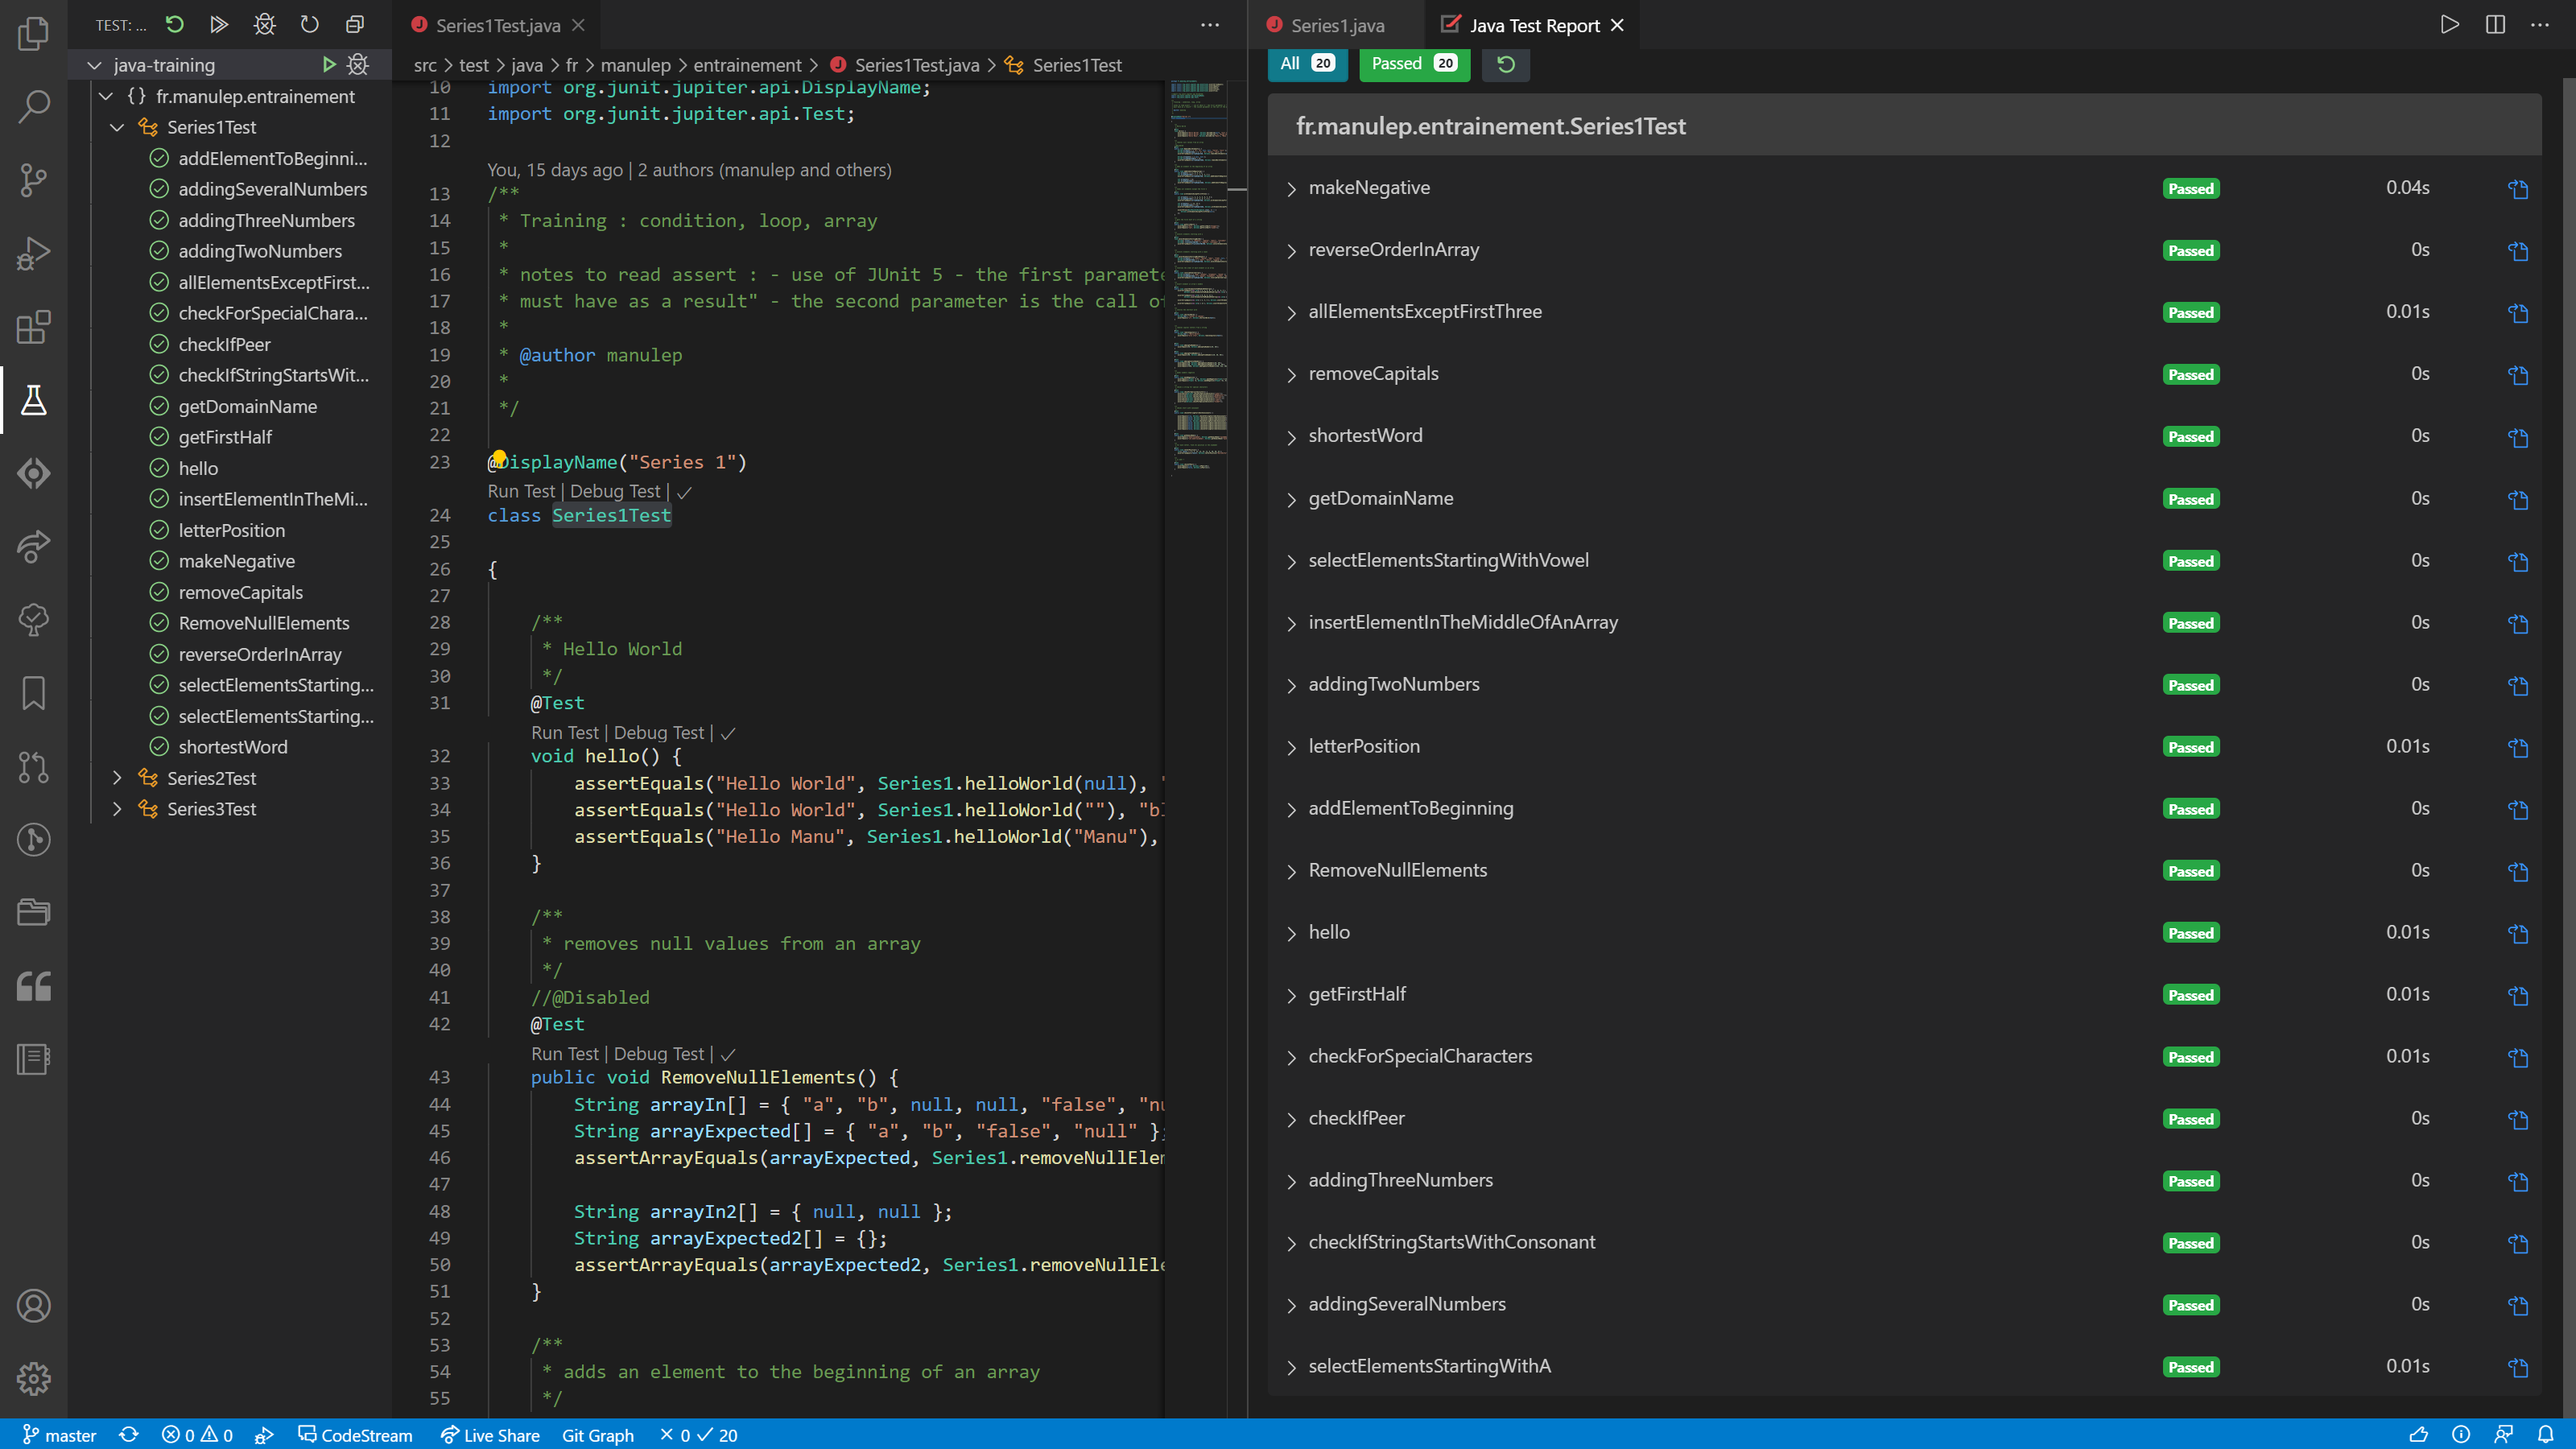 TEST: ...
java-training
{} fr.manulep.entrainement
Series1Test
addElementToBeginni...
addingSeveralNumbers
addingThreeNumbers
addingTwoNumbers
allElementsExceptFirst...
checkForSpecialChara...
checkIfPeer
checkIfStringStartsWit...
getDomainName
getFirstHalf
hello
insertElementInTheMi...
letterPosition
makeNegative
removeCapitals
RemoveNullElements
reverseOrderInArray
selectElementsStarting...
selectElementsStarting...
shortestWord
Series2Test
Series3Test
Series1Test.java
src > test > java > fr > manulep > entrainement > Series1Test.java > Series1Test
10 import org.junit.jupiter.api.DisplayName;
11 import org.junit.jupiter.api.Test;
12
You, 15 days ago | 2 authors (manulep and others)
13 /**
14 * Training : condition, loop, array
15 *
16 * notes to read assert : - use of JUnit 5 - the first paramete
17 * must have as a result" - the second parameter is the call of
18 *
19 * @author manulep
20 *
21 */
22
23 @DisplayName("Series 1")
Run Test | Debug Test | ✓
24 class Series1Test
25
26 {
27
28 /**
29 * Hello World
30 */
31 @Test
Run Test | Debug Test | ✓
32 void hello() {
33 assertEquals("Hello World", Series1.helloWorld(null), "
34 assertEquals("Hello World", Series1.helloWorld(""), "bl
35 assertEquals("Hello Manu", Series1.helloWorld("Manu"),
36 }
37
38 /**
39 * removes null values from an array
40 */
41 //@Disabled
42 @Test
Run Test | Debug Test | ✓
43 public void RemoveNullElements() {
44 String arrayIn[] = { "a", "b", null, null, "false", "nu
45 String arrayExpected[] = { "a", "b", "false", "null" };
46 assertArrayEquals(arrayExpected, Series1.removeNullElem
47
48 String arrayIn2[] = { null, null };
49 String arrayExpected2[] = {};
50 assertArrayEquals(arrayExpected2, Series1.removeNullEle
51 }
52
53 /**
54 * adds an element to the beginning of an array
55 */
Series1.java
Java Test Report
All 20 Passed 20
fr.manulep.entrainement.Series1Test
makeNegative Passed 0.04s
reverseOrderInArray Passed 0s
allElementsExceptFirstThree Passed 0.01s
removeCapitals Passed 0s
shortestWord Passed 0s
getDomainName Passed 0s
selectElementsStartingWithVowel Passed 0s
insertElementInTheMiddleOfAnArray Passed 0s
addingTwoNumbers Passed 0s
letterPosition Passed 0.01s
addElementToBeginning Passed 0s
RemoveNullElements Passed 0s
hello Passed 0.01s
getFirstHalf Passed 0.01s
checkForSpecialCharacters Passed 0.01s
checkIfPeer Passed 0s
addingThreeNumbers Passed 0s
checkIfStringStartsWithConsonant Passed 0s
addingSeveralNumbers Passed 0s
selectElementsStartingWithA Passed 0.01s
master 0 0 CodeStream Live Share Git Graph ✕ 0 ✓ 20